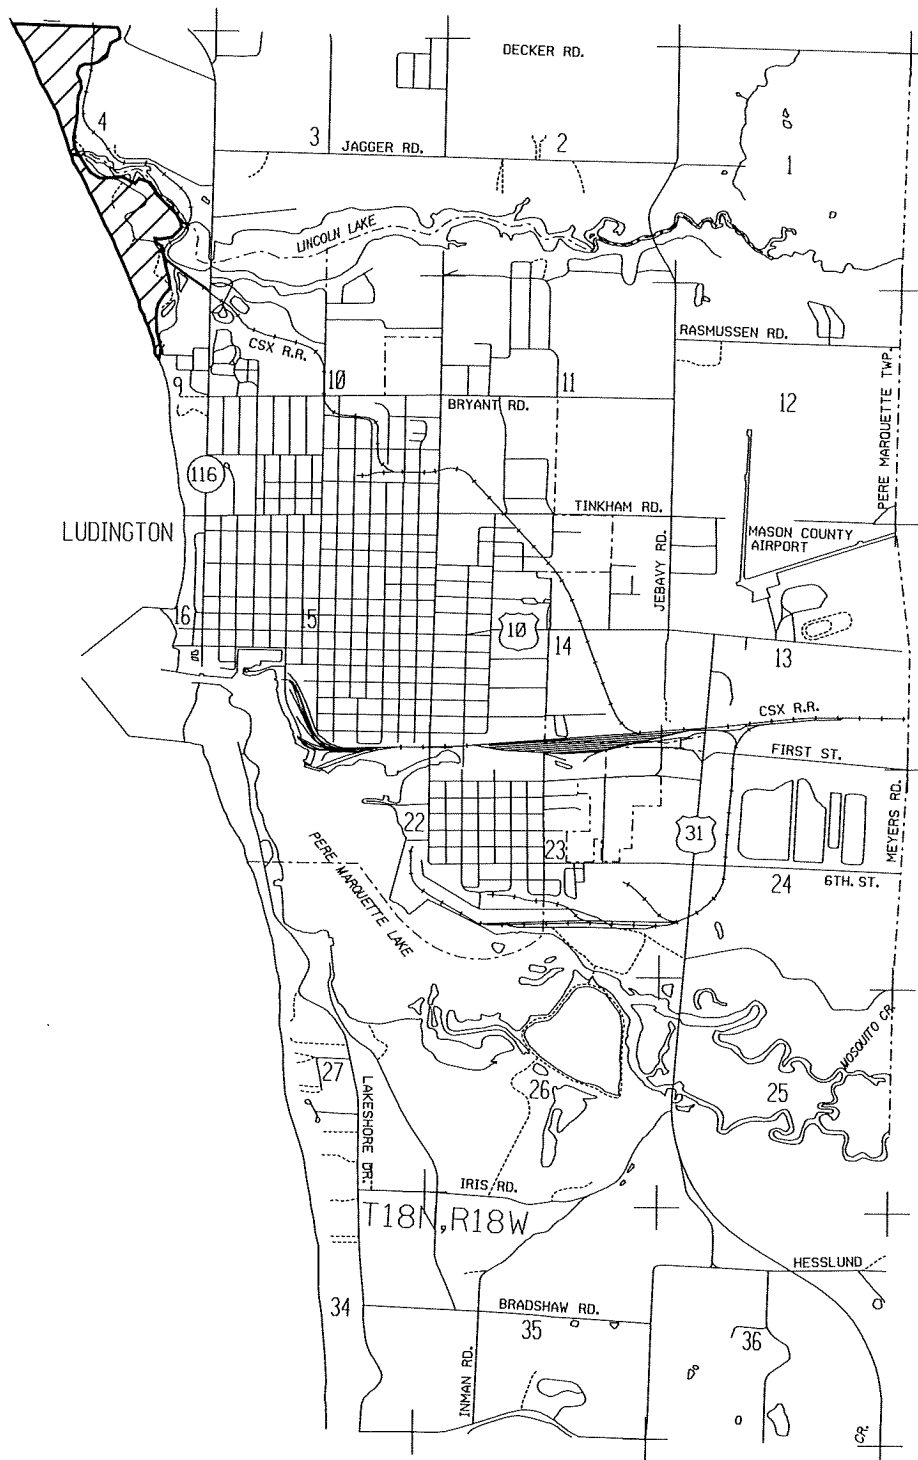 DECKER RD.
4
3
JAGGER RD.
2
1
LINCOLN LAKE
CSX R.R.
RASMUSSEN RD.
PERE MARQUETTE TWP.
9
10
11
BRYANT RD.
12
116
TINKHAM RD.
LUDINGTON
JEBAVY RD.
MASON COUNTY
AIRPORT
16
15
10
14
13
CSX R.R.
FIRST ST.
MEYERS RD.
22
23
31
24
6TH. ST.
PERE MARQUETTE LAKE
MOSQUITO CR.
27
26
25
LAKESHORE DR.
IRIS RD.
T18N,R18W
HESSLUND
34
BRADSHAW RD.
35
36
INMAN RD.
CR.